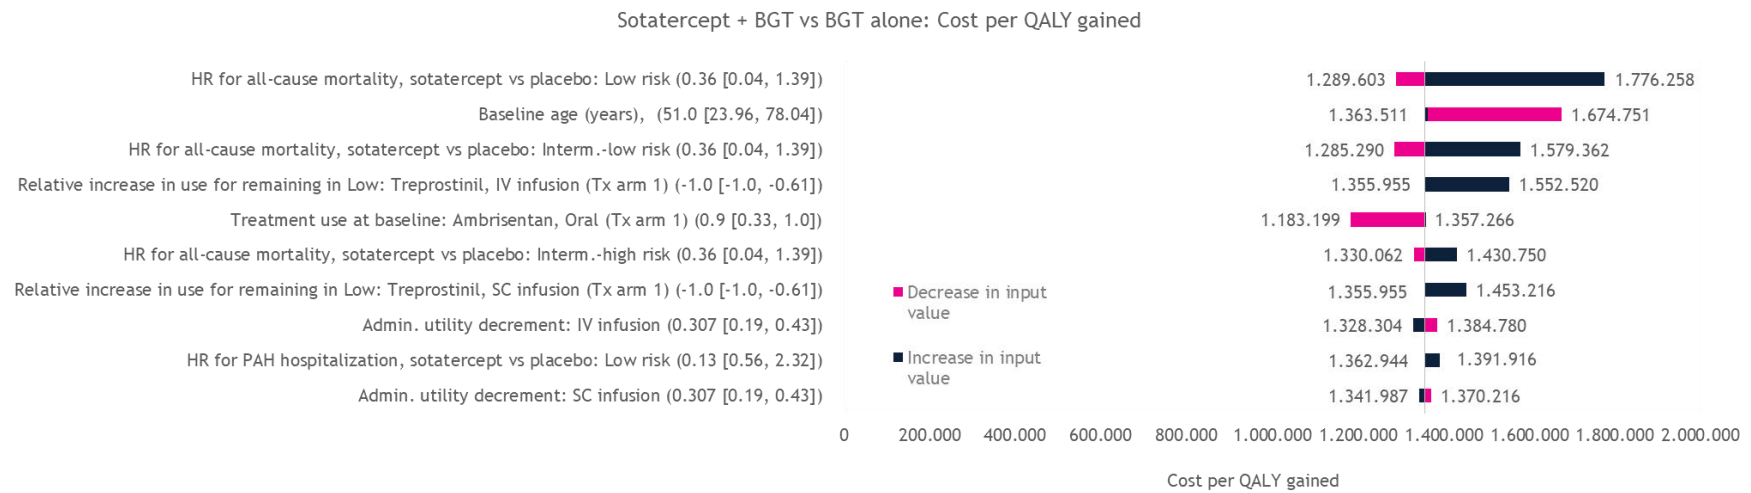 Sotatercept + BGT vs BGT alone: Cost per QALY gained
HR for all-cause mortality, sotatercept vs placebo: Low risk (0.36 [0.04, 1.39])
1.289.603
1.776.258
Baseline age (years),  (51.0 [23.96, 78.04])
1.363.511
1.674.751
HR for all-cause mortality, sotatercept vs placebo: Interm.-low risk (0.36 [0.04, 1.39])
1.285.290
1.579.362
Relative increase in use for remaining in Low: Treprostinil, IV infusion (Tx arm 1) (-1.0 [-1.0, -0.61])
1.355.955
1.552.520
Treatment use at baseline: Ambrisentan, Oral (Tx arm 1) (0.9 [0.33, 1.0])
1.183.199
1.357.266
HR for all-cause mortality, sotatercept vs placebo: Interm.-high risk (0.36 [0.04, 1.39])
1.330.062
1.430.750
Relative increase in use for remaining in Low: Treprostinil, SC infusion (Tx arm 1) (-1.0 [-1.0, -0.61])
1.355.955
1.453.216
Admin. utility decrement: IV infusion (0.307 [0.19, 0.43])
1.328.304
1.384.780
HR for PAH hospitalization, sotatercept vs placebo: Low risk (0.13 [0.56, 2.32])
1.362.944
1.391.916
Admin. utility decrement: SC infusion (0.307 [0.19, 0.43])
1.341.987
1.370.216
Decrease in input
value
Increase in input
value
0 200.000 400.000 600.000 800.000 1.000.000 1.200.000 1.400.000 1.600.000 1.800.000 2.000.000
Cost per QALY gained